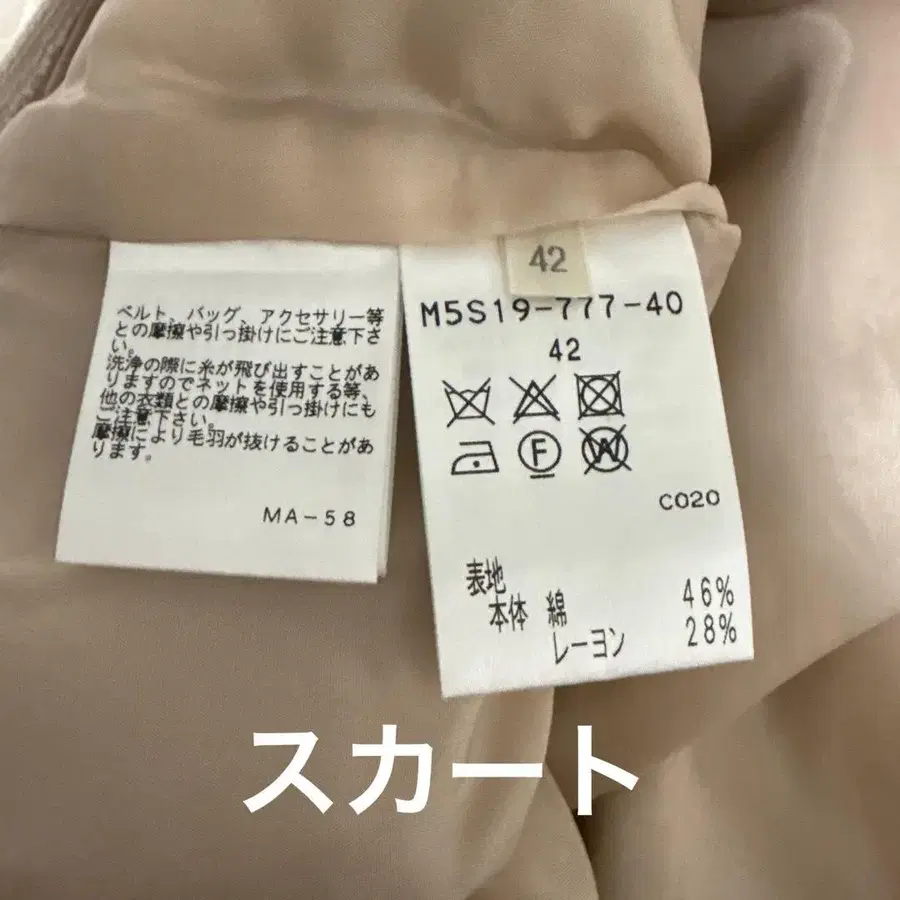 ベルト、バッグ、アクセサリー等
との摩擦や引っ掛けにご注意下さ
い。
洗浄の際に糸が飛び出すことがあ
りますのでネットを使用する等、
他の衣類との摩擦や引っ掛けにも
ご注意下さい。
摩擦により毛羽が抜けることがあ
ります。
MA-58
42
M5S19-777-40
42
F
W
C020
表地
本体 綿 46%
レーヨン 28%
スカート